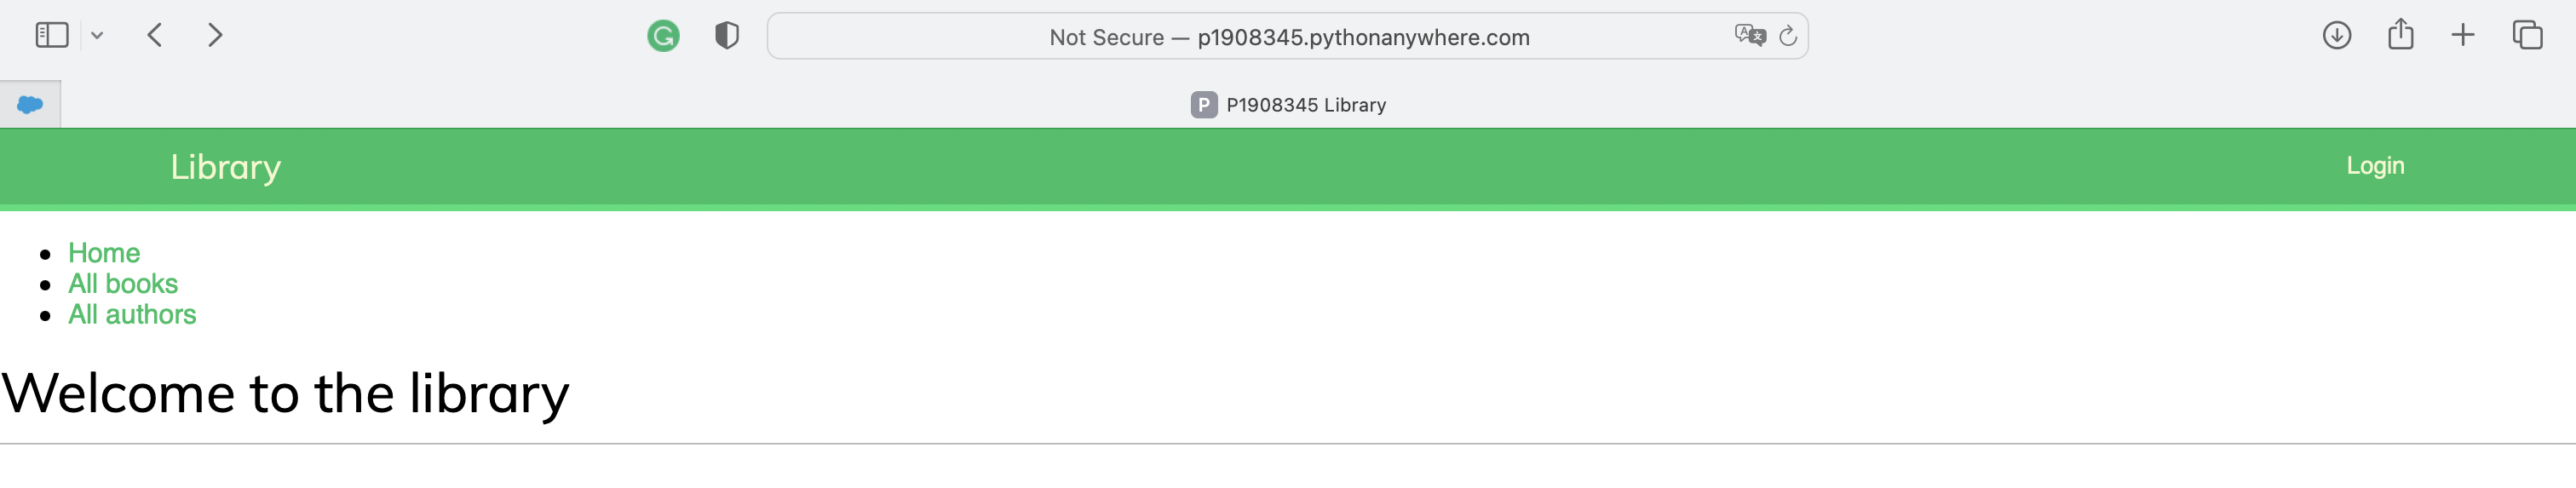 Not Secure — p1908345.pythonanywhere.com
P P1908345 Library
Library Login
Home
All books
All authors
Welcome to the library